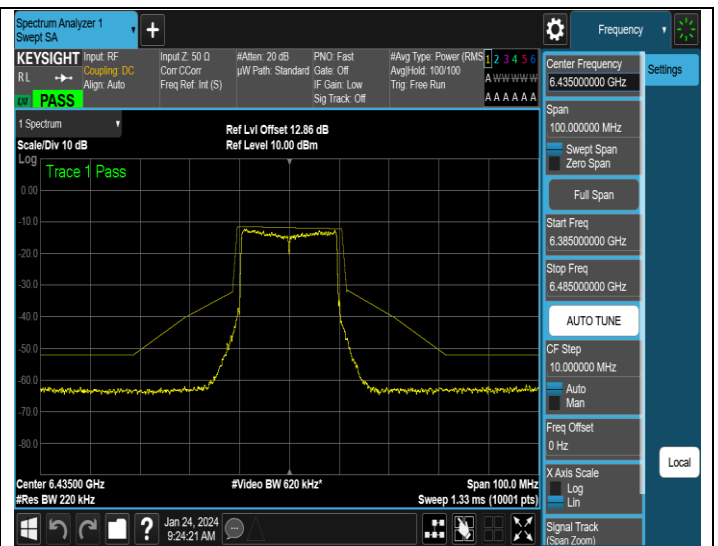 Spectrum Analyzer 1
Swept SA
Frequency
KEYSIGHT
RL
PASS
Input: RF
Coupling: DC
Align: Auto
Input Z: 50 Ω
Corr CCorr
Freq Ref: Int (S)
#Atten: 20 dB
µW Path: Standard
PNO: Fast
Gate: Off
IF Gain: Low
Sig Track: Off
#Avg Type: Power (RMS
Avg|Hold: 100/100
Trig: Free Run
1 2 3 4 5 6
A W W W W W
A A A A A A
1 Spectrum
Scale/Div 10 dB
Ref Lvl Offset 12.86 dB
Ref Level 10.00 dBm
Log
Trace 1 Pass
0.00
-10.0
-20.0
-30.0
-40.0
-50.0
-60.0
-70.0
-80.0
Center 6.43500 GHz
#Res BW 220 kHz
#Video BW 620 kHz*
Span 100.0 MHz
Sweep 1.33 ms (10001 pts)
Center Frequency
6.435000000 GHz
Settings
Span
100.000000 MHz
Swept Span
Zero Span
Full Span
Start Freq
6.385000000 GHz
Stop Freq
6.485000000 GHz
AUTO TUNE
CF Step
10.000000 MHz
Auto
Man
Freq Offset
0 Hz
X Axis Scale
Log
Lin
Local
Signal Track
(Span Zoom)
?
Jan 24, 2024
9:24:21 AM